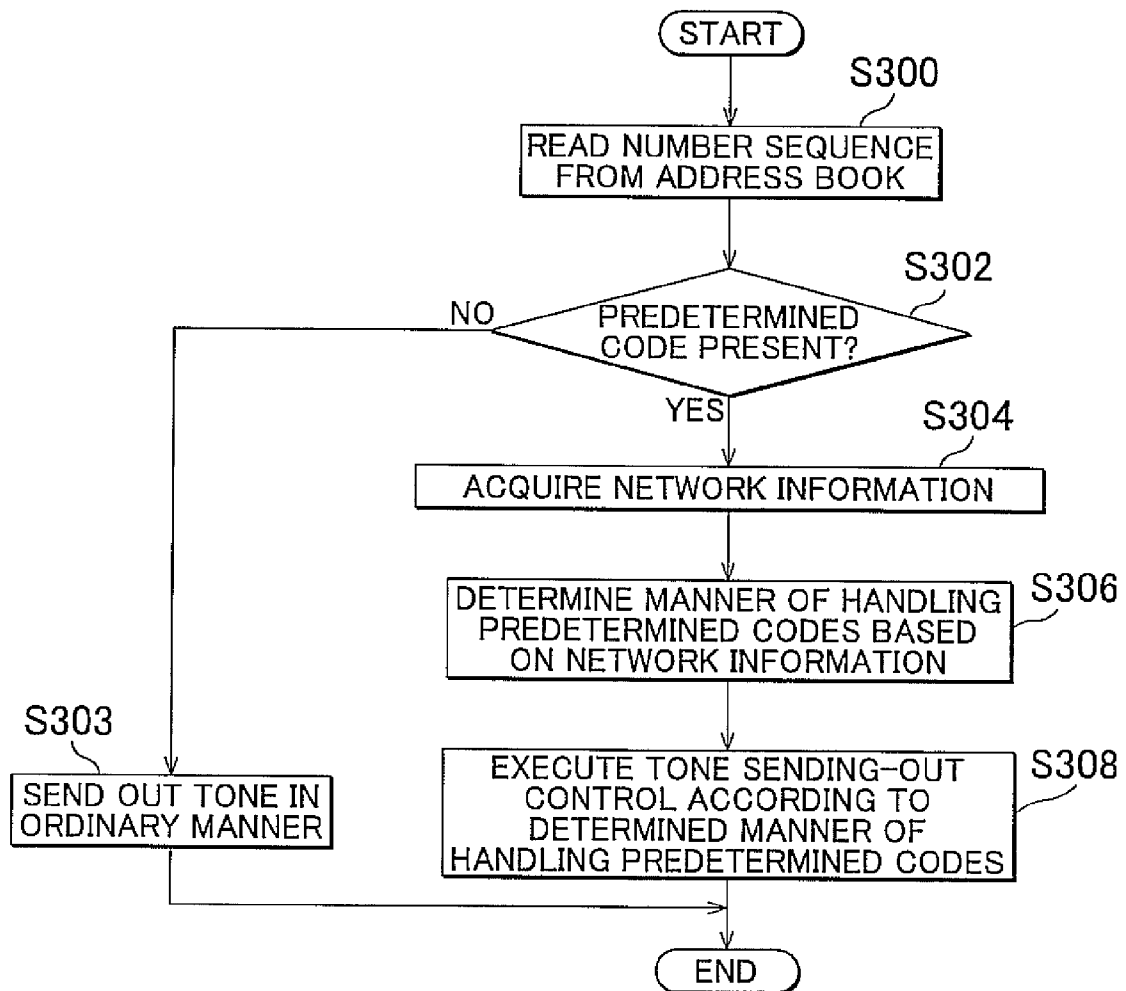 START
S300
READ NUMBER SEQUENCE
FROM ADDRESS BOOK
S302
NO
PREDETERMINED
CODE PRESENT?
YES
S304
ACQUIRE NETWORK INFORMATION
S306
DETERMINE MANNER OF HANDLING
PREDETERMINED CODES BASED
ON NETWORK INFORMATION
S303
SEND OUT TONE IN
ORDINARY MANNER
S308
EXECUTE TONE SENDING-OUT
CONTROL ACCORDING TO
DETERMINED MANNER OF
HANDLING PREDETERMINED CODES
END